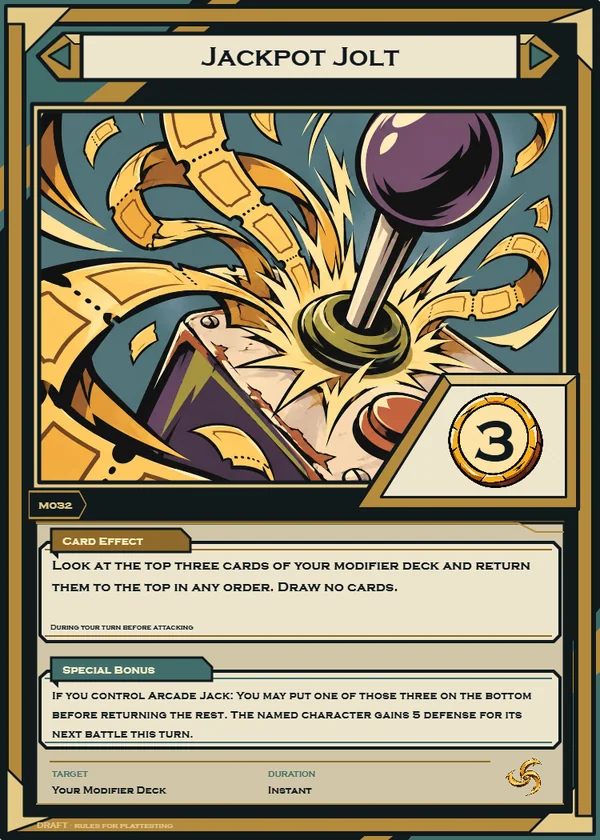 Jackpot Jolt
3
M032
Card Effect
Look at the top three cards of your modifier deck and return
them to the top in any order. Draw no cards.
During your turn before attacking
Special Bonus
If you control Arcade Jack: You may put one of those three on the bottom
before returning the rest. The named character gains 5 defense for its
next battle this turn.
Target
Duration
Your Modifier Deck
Instant
DRAFT · Rules for playtesting